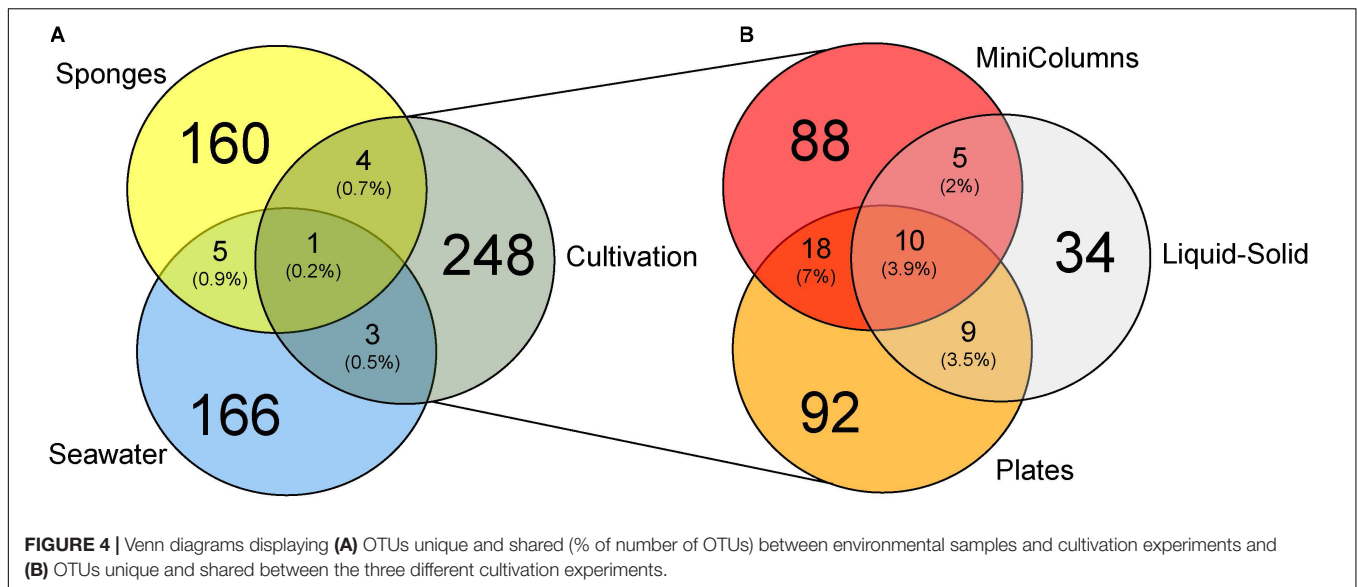 A
Sponges
160
4
(0.7%)
5
(0.9%)
1
(0.2%)
248
Cultivation
3
(0.5%)
166
Seawater
B
MiniColumns
88
5
(2%)
18
(7%)
10
(3.9%)
34
Liquid-Solid
9
(3.5%)
92
Plates
FIGURE 4 | Venn diagrams displaying (A) OTUs unique and shared (% of number of OTUs) between environmental samples and cultivation experiments and
(B) OTUs unique and shared between the three different cultivation experiments.